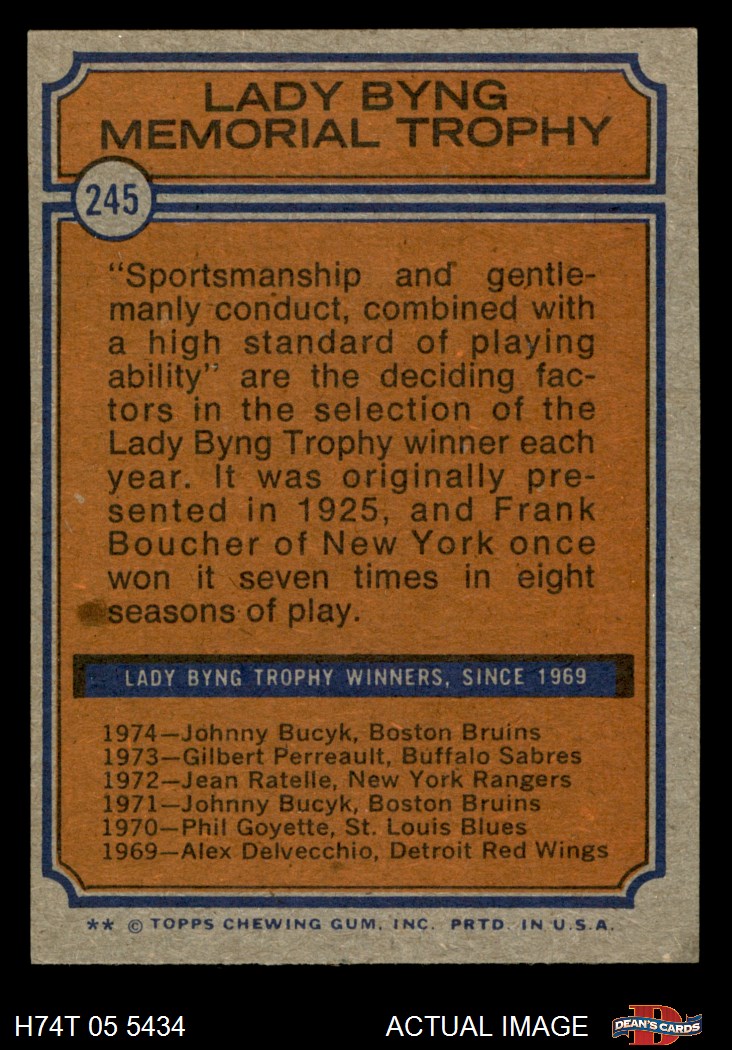 LADY BYNG
MEMORIAL TROPHY
245
“Sportsmanship and gentle-
manly conduct, combined with
a high standard of playing
ability” are the deciding fac-
tors in the selection of the
Lady Byng Trophy winner each
year. It was originally pre-
sented in 1925, and Frank
Boucher of New York once
won it seven times in eight
seasons of play.
LADY BYNG TROPHY WINNERS, SINCE 1969
1974—Johnny Bucyk, Boston Bruins
1973—Gilbert Perreault, Buffalo Sabres
1972—Jean Ratelle, New York Rangers
1971—Johnny Bucyk, Boston Bruins
1970—Phil Goyette, St. Louis Blues
1969—Alex Delvecchio, Detroit Red Wings
** © TOPPS CHEWING GUM, INC. PRTD. IN U.S.A.
H74T 05 5434 ACTUAL IMAGE D DEAN'S CARDS